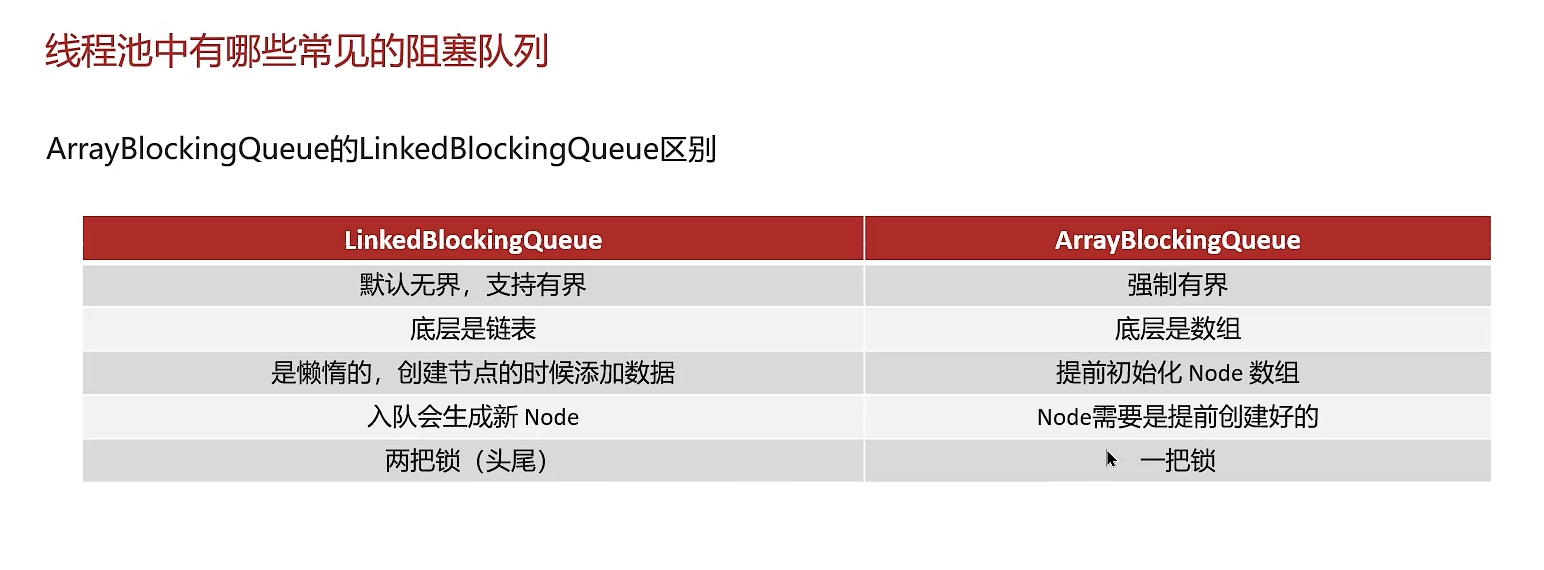 线程池中有哪些常见的阻塞队列
ArrayBlockingQueue的LinkedBlockingQueue区别
LinkedBlockingQueue ArrayBlockingQueue
默认无界，支持有界 强制有界
底层是链表 底层是数组
是懒惰的，创建节点的时候添加数据 提前初始化 Node 数组
入队会生成新 Node Node需要是提前创建好的
两把锁（头尾） 一把锁